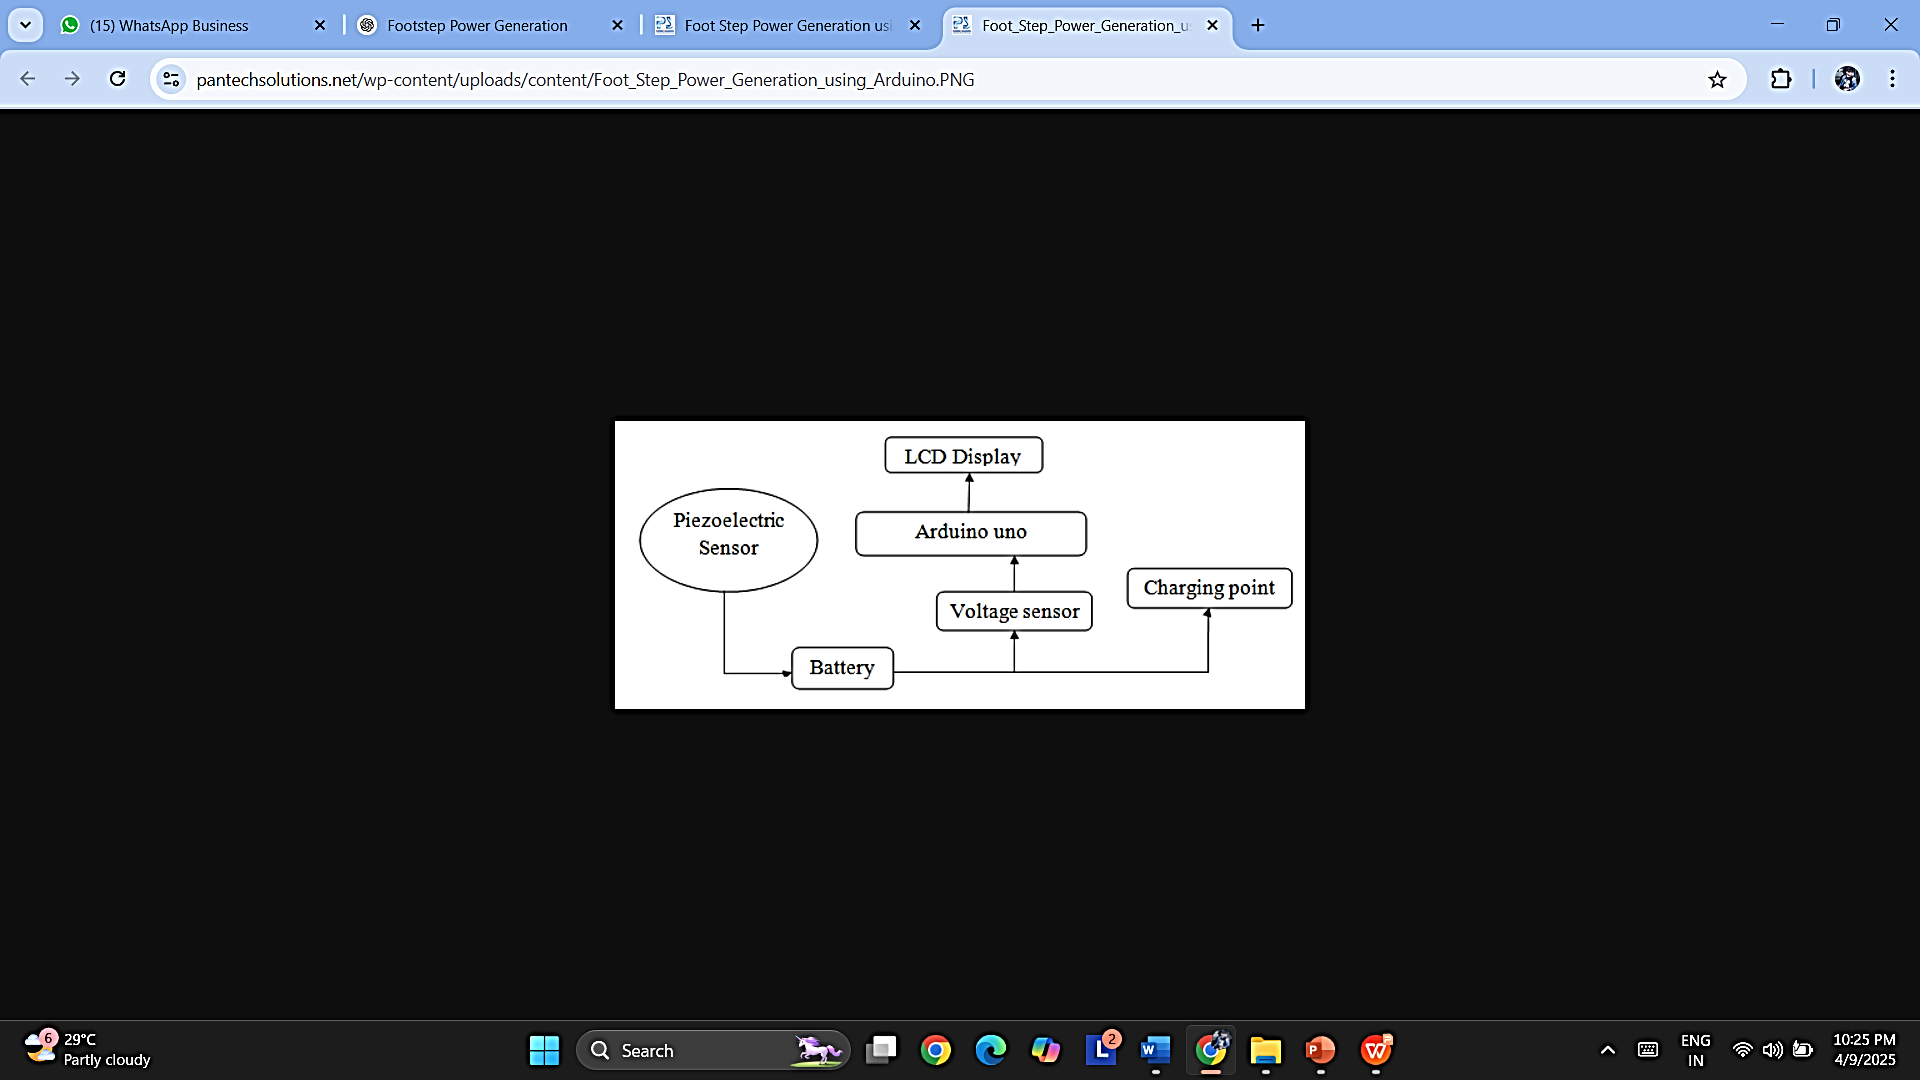 (15) WhatsApp Business
Footstep Power Generation
Foot Step Power Generation usi
Foot_Step_Power_Generation_u
pantechsolutions.net/wp-content/uploads/content/Foot_Step_Power_Generation_using_Arduino.PNG
LCD Display
Piezoelectric
Sensor
Arduino uno
Charging point
Voltage sensor
Battery
6
29°C
Partly cloudy
Search
2
ENG
IN
10:25 PM
4/9/2025